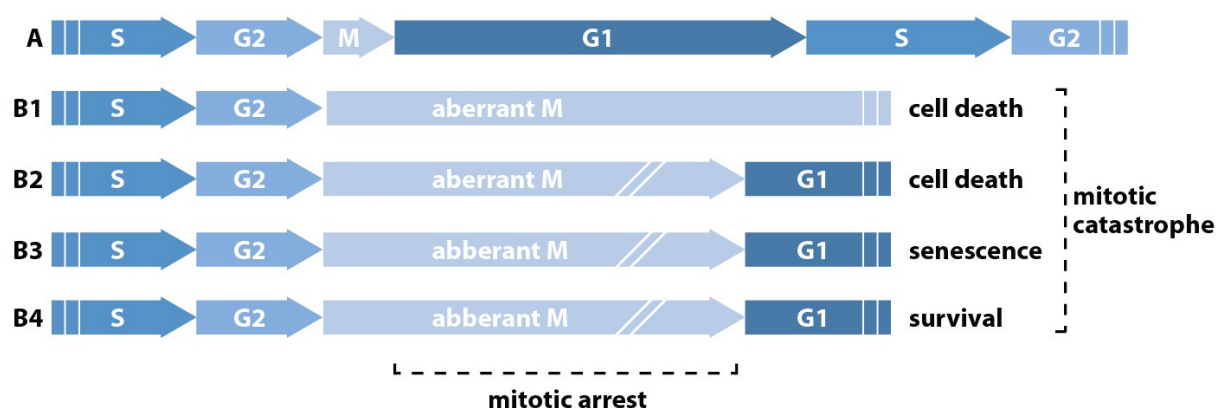 A S G2 M G1 S G2
B1 S G2 aberrant M cell death
B2 S G2 aberrant M G1 cell death
B3 S G2 abberant M G1 senescence
B4 S G2 abberant M G1 survival
mitotic
catastrophe
mitotic arrest